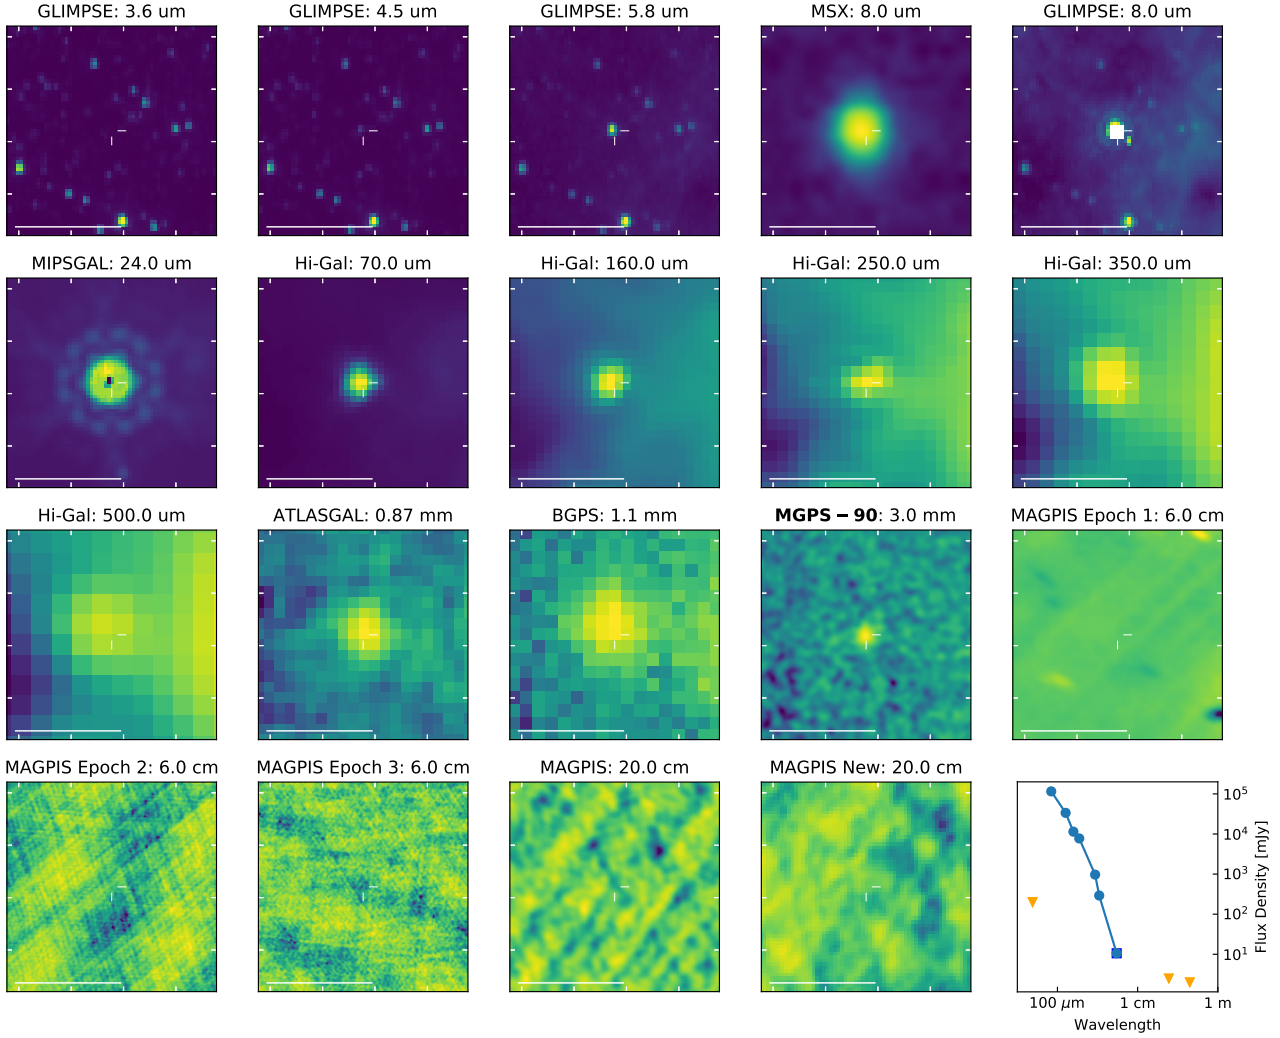 GLIMPSE: 3.6 um
GLIMPSE: 4.5 um
GLIMPSE: 5.8 um
MSX: 8.0 um
GLIMPSE: 8.0 um
MIPSGAL: 24.0 um
Hi-Gal: 70.0 um
Hi-Gal: 160.0 um
Hi-Gal: 250.0 um
Hi-Gal: 350.0 um
Hi-Gal: 500.0 um
ATLASGAL: 0.87 mm
BGPS: 1.1 mm
MGPS − 90: 3.0 mm
MAGPIS Epoch 1: 6.0 cm
MAGPIS Epoch 2: 6.0 cm
MAGPIS Epoch 3: 6.0 cm
MAGPIS: 20.0 cm
MAGPIS New: 20.0 cm
10⁵
10⁴
10³
10²
10¹
Flux Density [mJy]
100 μm
1 cm
1 m
Wavelength